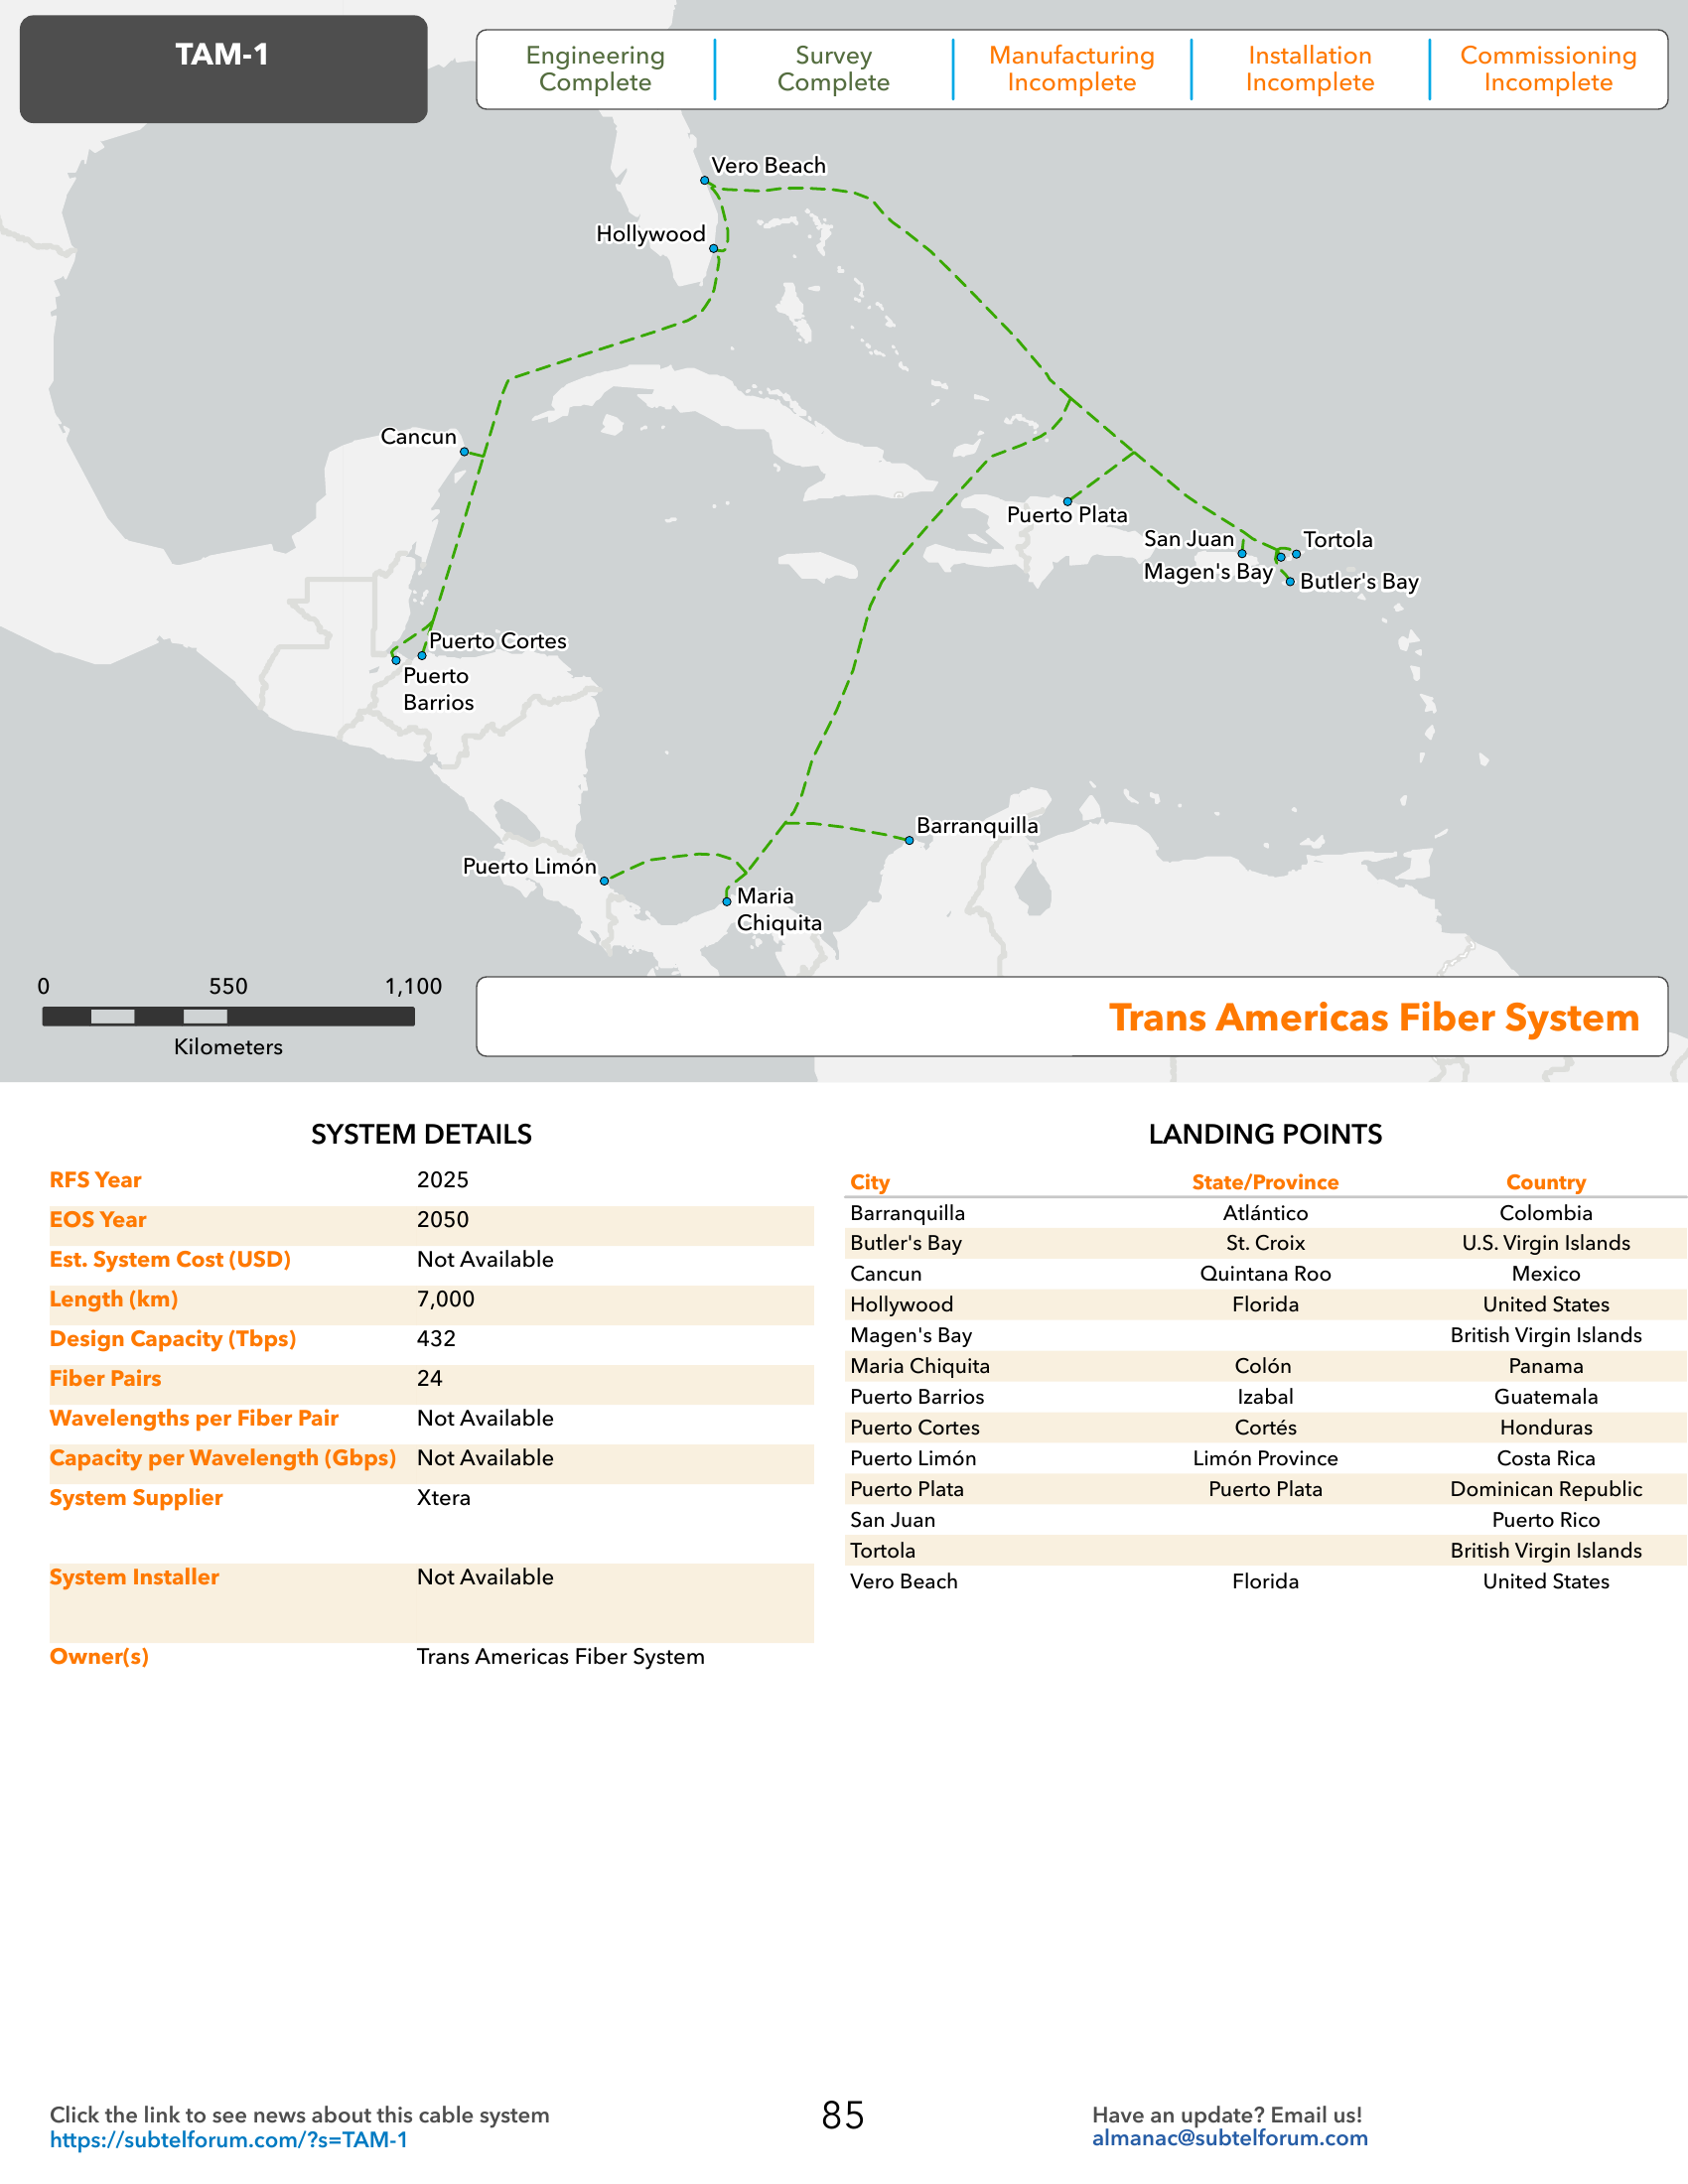 TAM-1
Engineering
Complete
Survey
Complete
Manufacturing
Incomplete
Installation
Incomplete
Commissioning
Incomplete
Vero Beach
Hollywood
Cancun
Puerto Plata
San Juan
Tortola
Magen's Bay
Butler's Bay
Puerto Cortes
Puerto
Barrios
Barranquilla
Puerto Limón
Maria
Chiquita
0 550 1,100
Kilometers
Trans Americas Fiber System
SYSTEM DETAILS
RFS Year 2025
EOS Year 2050
Est. System Cost (USD) Not Available
Length (km) 7,000
Design Capacity (Tbps) 432
Fiber Pairs 24
Wavelengths per Fiber Pair Not Available
Capacity per Wavelength (Gbps) Not Available
System Supplier Xtera
System Installer Not Available
Owner(s) Trans Americas Fiber System
LANDING POINTS
City State/Province Country
Barranquilla Atlántico Colombia
Butler's Bay St. Croix U.S. Virgin Islands
Cancun Quintana Roo Mexico
Hollywood Florida United States
Magen's Bay British Virgin Islands
Maria Chiquita Colón Panama
Puerto Barrios Izabal Guatemala
Puerto Cortes Cortés Honduras
Puerto Limón Limón Province Costa Rica
Puerto Plata Puerto Plata Dominican Republic
San Juan Puerto Rico
Tortola British Virgin Islands
Vero Beach Florida United States
Click the link to see news about this cable system
https://subtelforum.com/?s=TAM-1
85
Have an update? Email us!
almanac@subtelforum.com